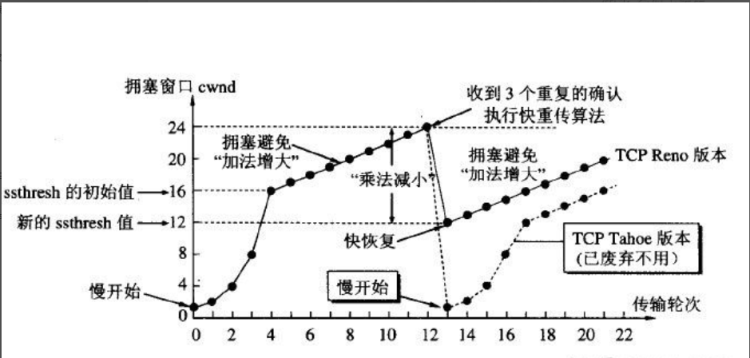 拥塞窗口 cwnd
收到 3 个重复的确认
执行快重传算法
24
拥塞避免
“加法增大”
20
拥塞避免
“加法增大”
TCP Reno 版本
“乘法减小”
ssthresh 的初始值
16
新的 ssthresh 值
12
快恢复
TCP Tahoe 版本
(已废弃不用)
8
慢开始
4
慢开始
传输轮次
0
0 2 4 6 8 10 12 14 16 18 20 22